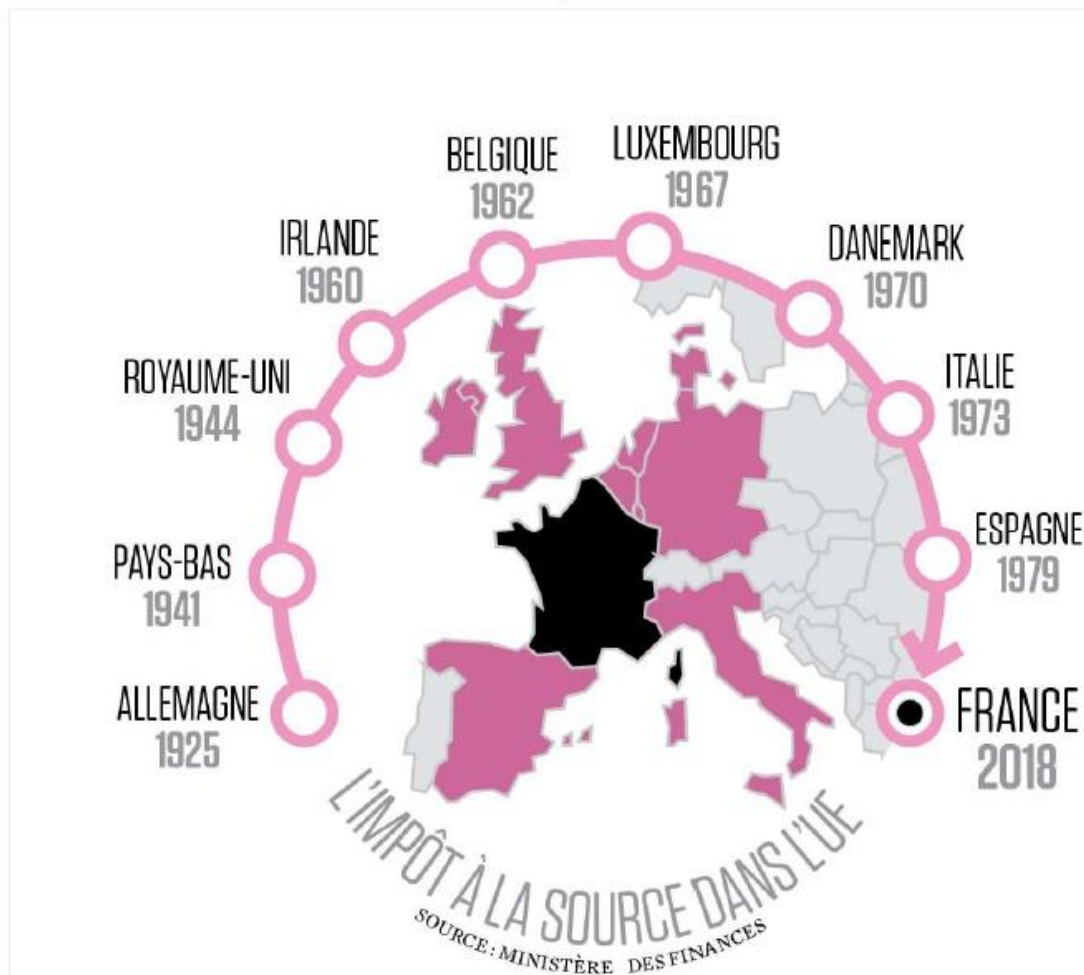 ALLEMAGNE
1925
PAYS-BAS
1941
ROYAUME-UNI
1944
IRLANDE
1960
BELGIQUE
1962
LUXEMBOURG
1967
DANEMARK
1970
ITALIE
1973
ESPAGNE
1979
FRANCE
2018
L'IMPÔT À LA SOURCE DANS L'UE
SOURCE : MINISTÈRE DES FINANCES